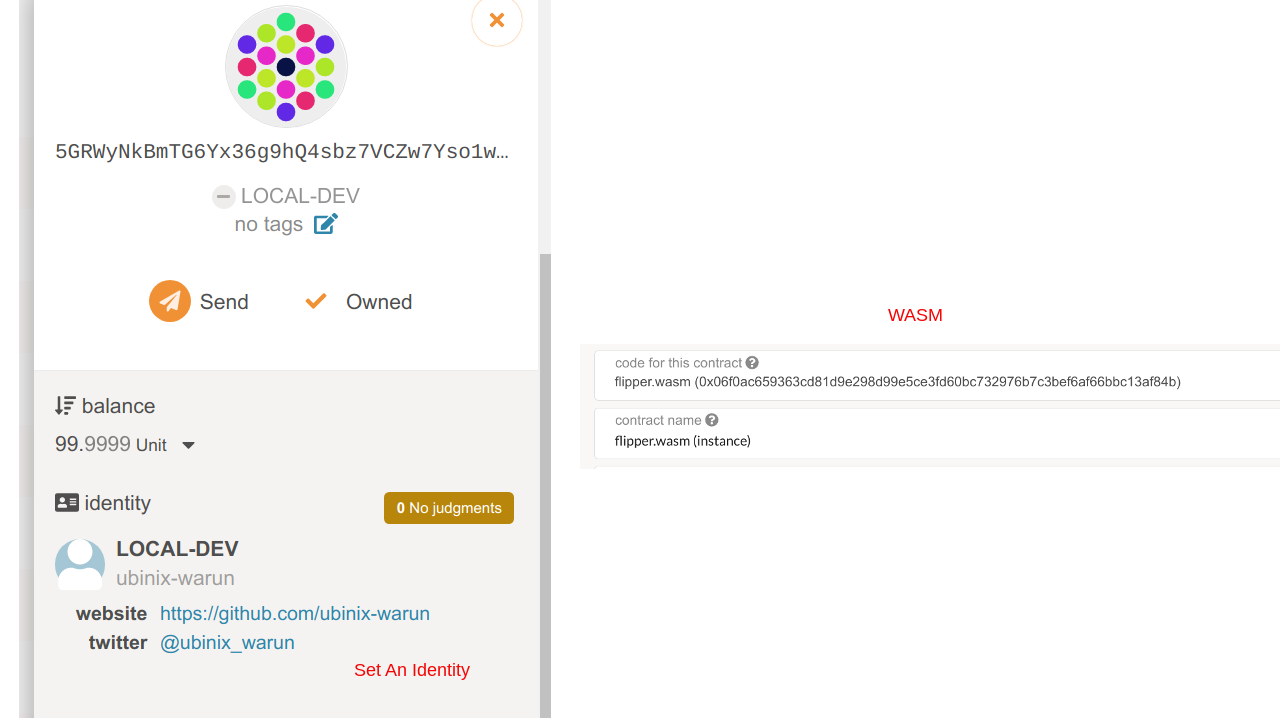 5GRWyNkBmTG6Yx36g9hQ4sbz7VCZw7Yso1w…
LOCAL-DEV
no tags
Send
Owned
balance
99.9999 Unit
identity
0 No judgments
LOCAL-DEV
ubinix-warun
website https://github.com/ubinix-warun
twitter @ubinix_warun
Set An Identity
WASM
code for this contract
flipper.wasm (0x06f0ac659363cd81d9e298d99e5ce3fd60bc732976b7c3bef6af66bbc13af84b)
contract name
flipper.wasm (instance)